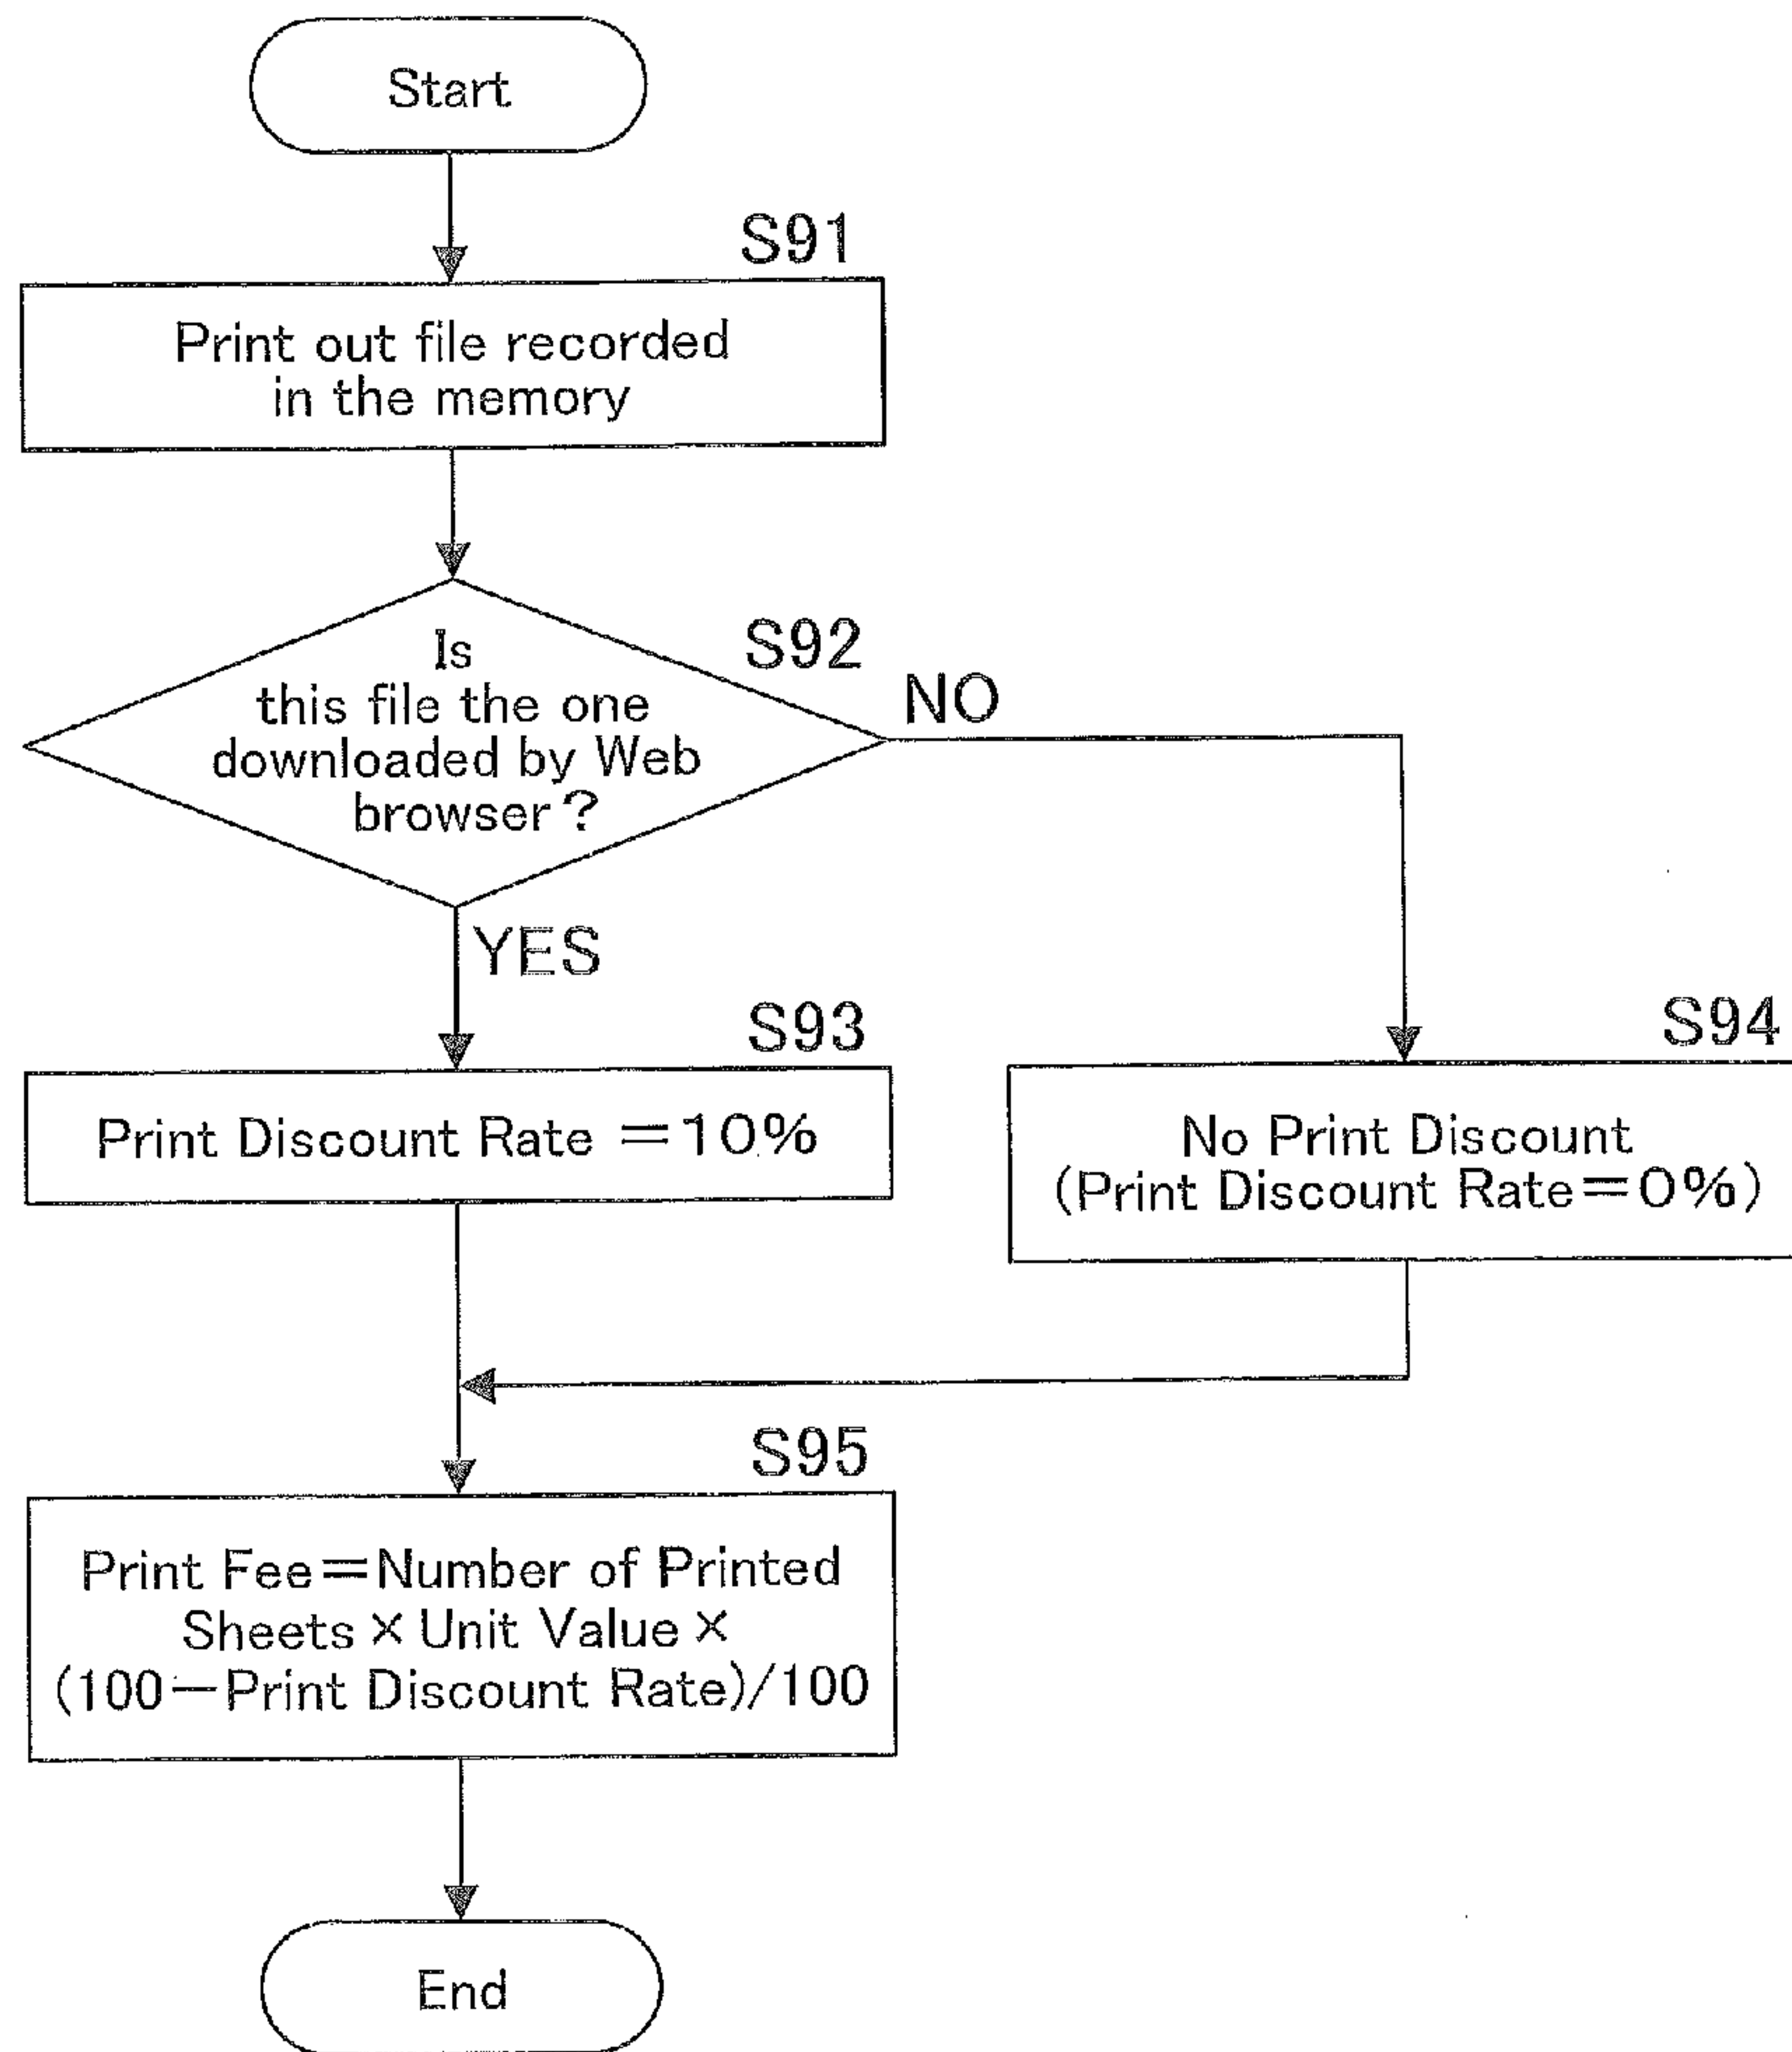 Start
S91
Print out file recorded
in the memory
S92
Is
this file the one
downloaded by Web
browser?
NO
YES
S93
Print Discount Rate =10%
S94
No Print Discount
(Print Discount Rate=0%)
S95
Print Fee=Number of Printed
Sheets × Unit Value ×
(100-Print Discount Rate)/100
End